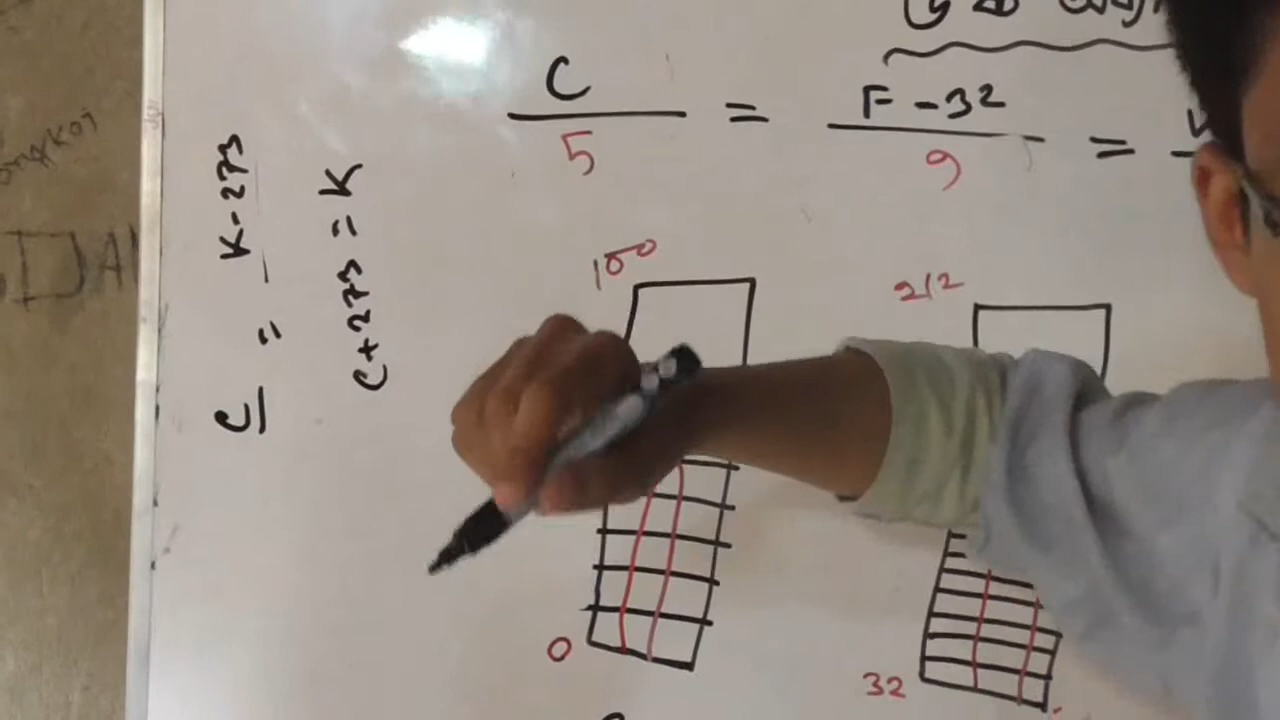 C / 5 = F - 32 / 9 =
C = K - 273
C + 273 = K
100
212
0
32